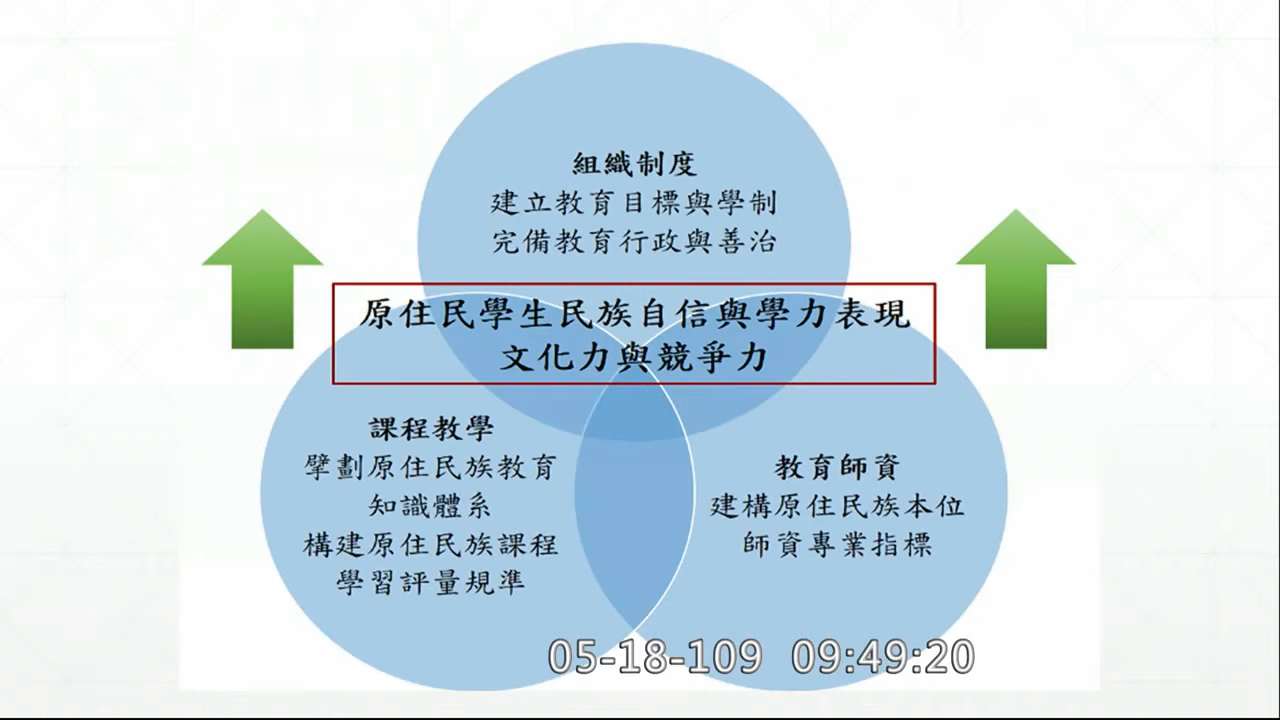 組織制度
建立教育目標與學制
完備教育行政與善治
原住民學生民族自信與學力表現
文化力與競爭力
課程教學
擘劃原住民族教育
知識體系
構建原住民族課程
學習評量規準
教育師資
建構原住民族本位
師資專業指標
05-18-109 09:49:20